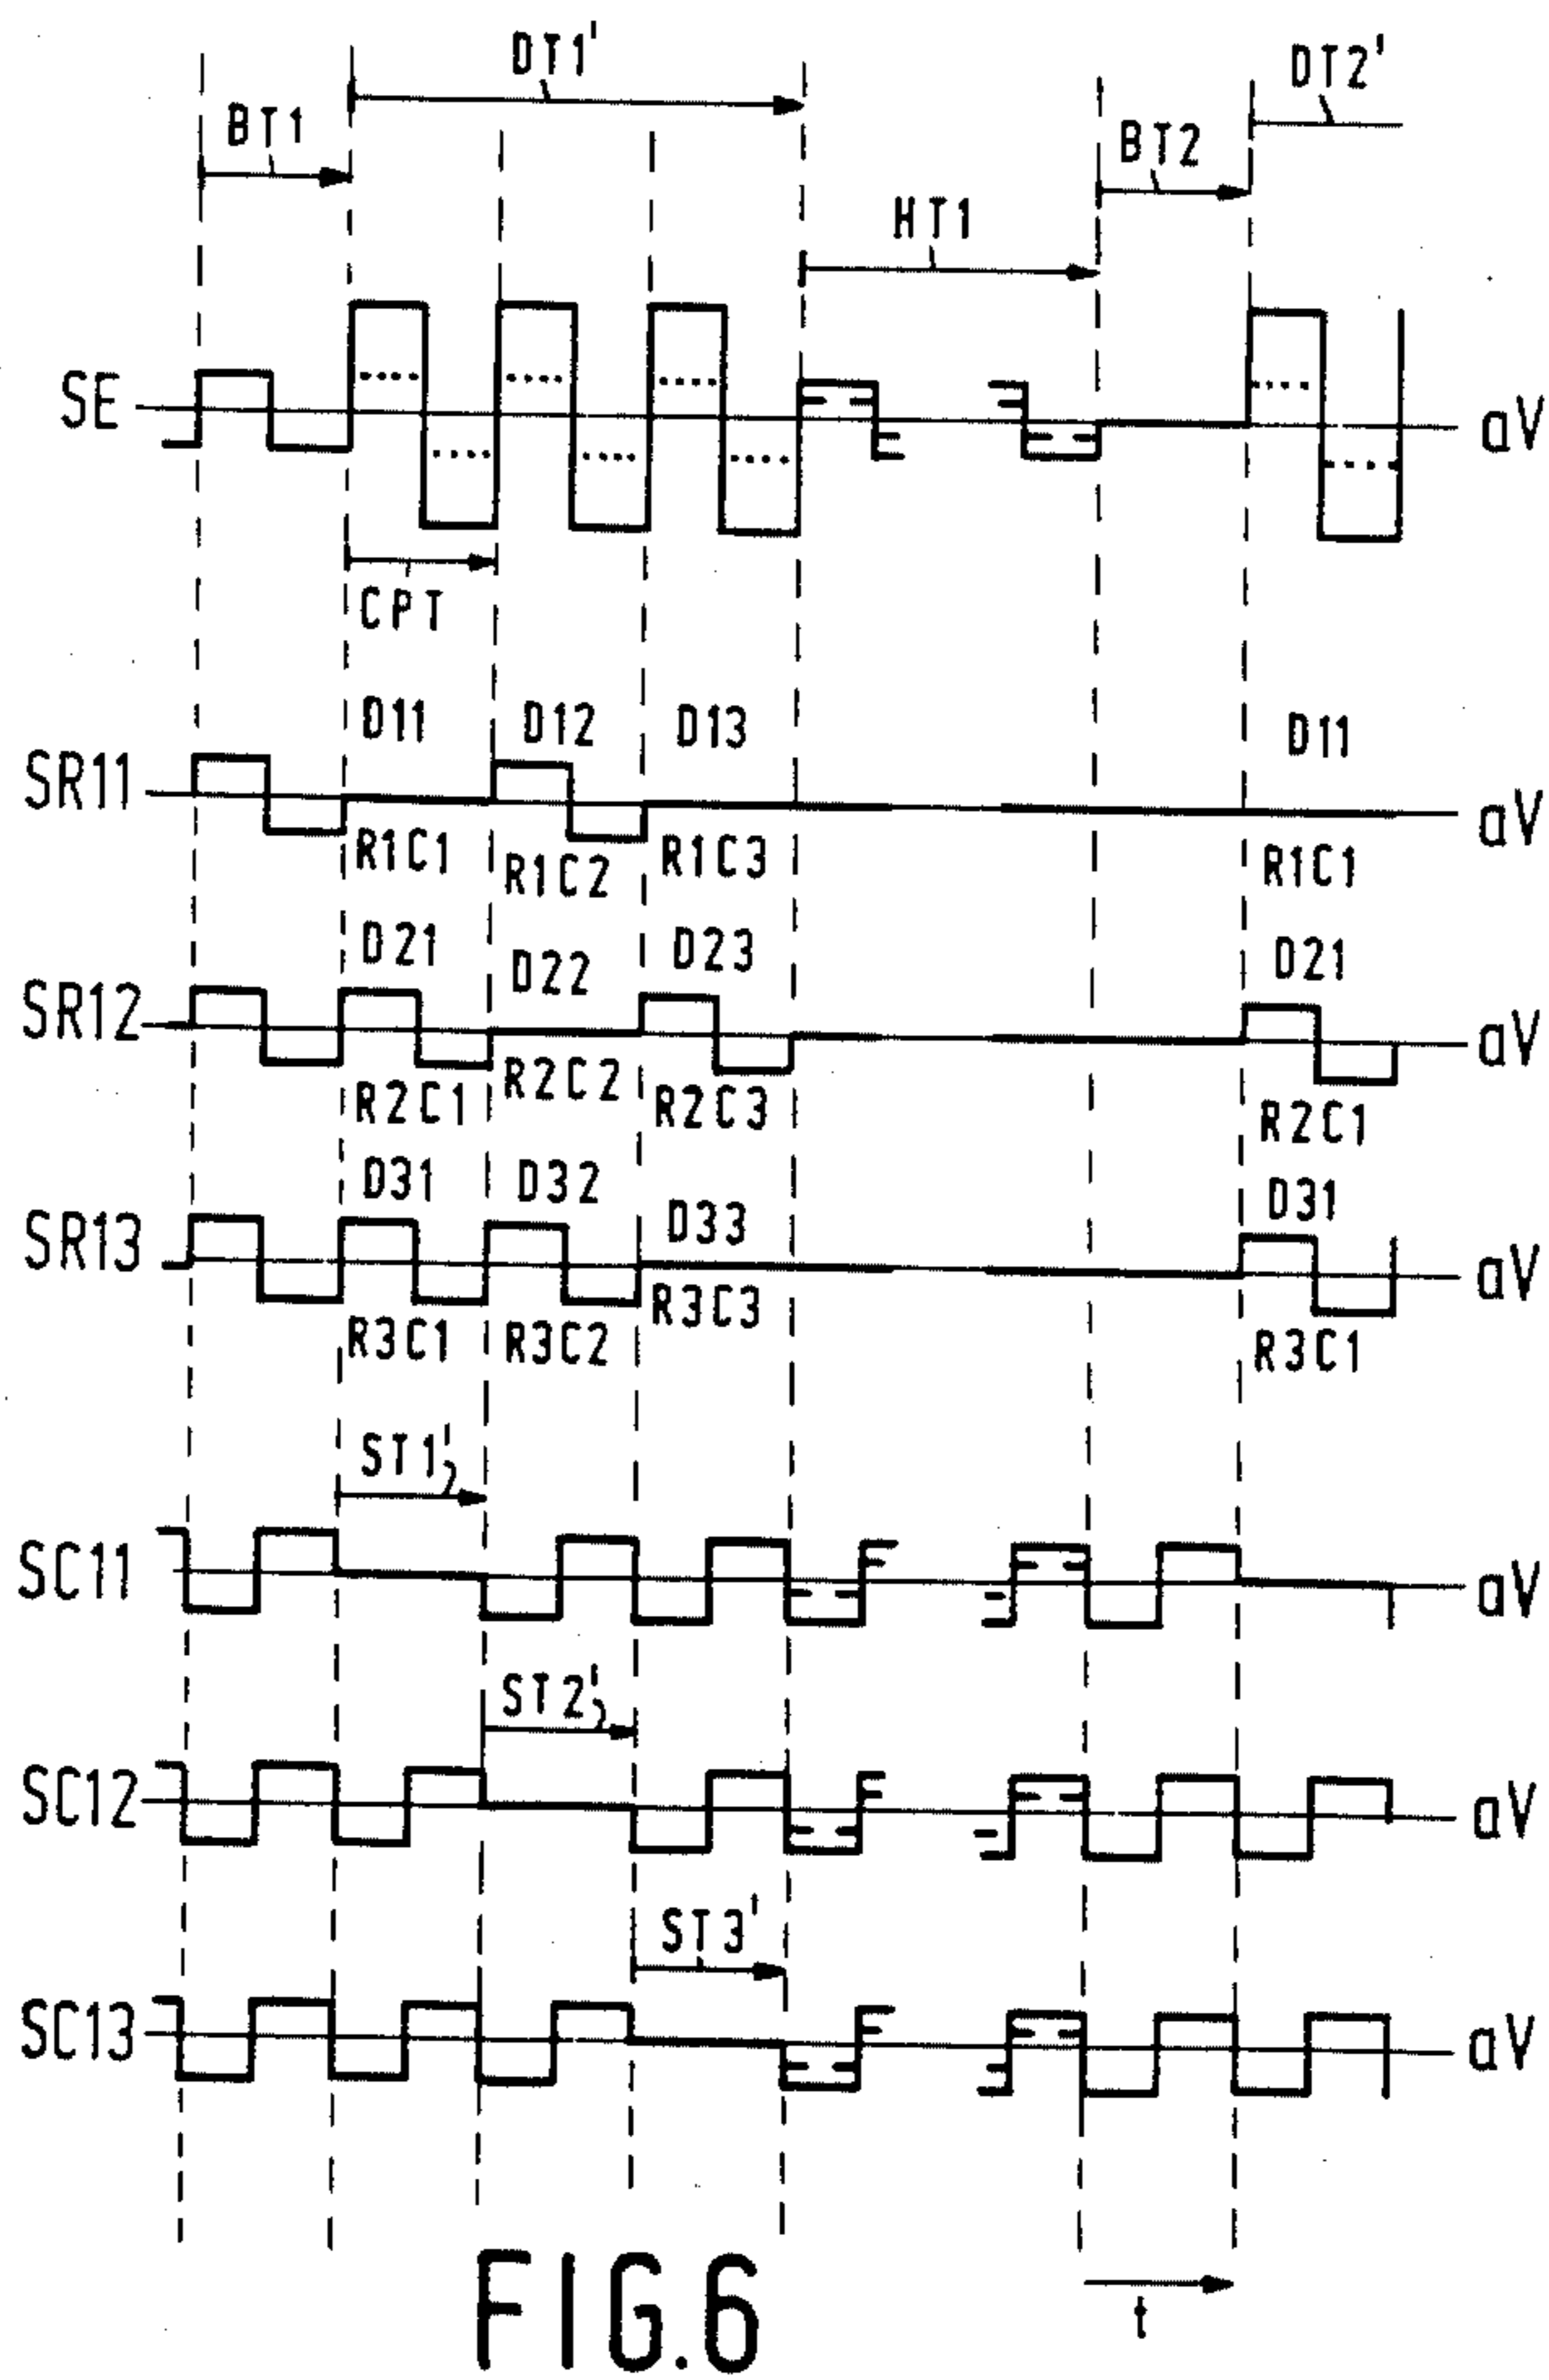 DT1'
DT2'
BT1
BT2
HT1
SE
aV
CPT
D11
D12
D13
D11
SR11
aV
R1C1
R1C2
R1C3
R1C1
D21
D22
D23
D21
SR12
aV
R2C1
R2C2
R2C3
R2C1
D31
D32
D33
D31
SR13
aV
R3C1
R3C2
R3C3
R3C1
ST1'
SC11
aV
ST2'
SC12
aV
ST3'
SC13
aV
t
FIG.6